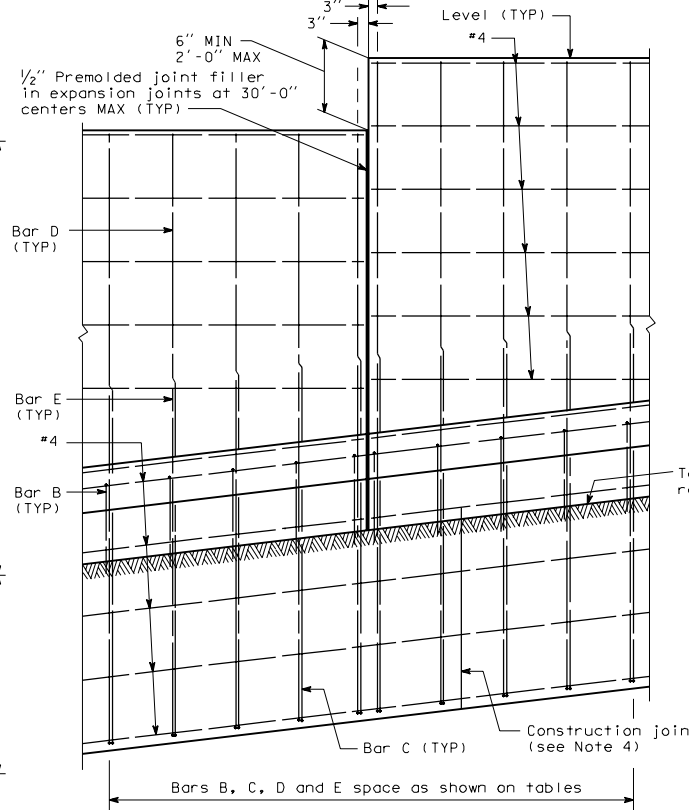 3"
3"
Level (TYP)
#4
6" MIN
2'-0" MAX
½" Premolded joint filler
in expansion joints at 30'-0"
centers MAX (TYP)
Bar D
(TYP)
Bar E
(TYP)
#4
Bar B
(TYP)
Construction join
(see Note 4)
Bar C (TYP)
Bars B, C, D and E space as shown on tables